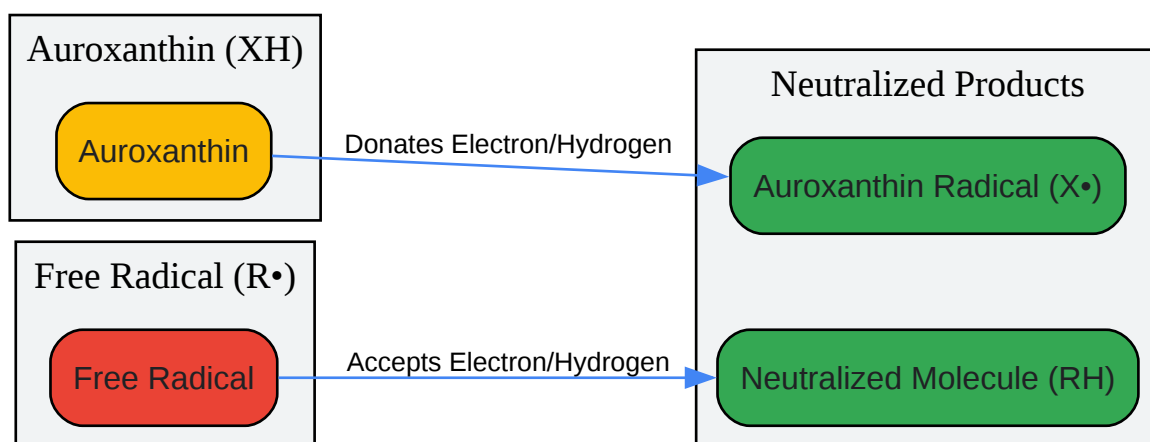 Auroxanthin (XH)
Auroxanthin
Donates Electron/Hydrogen
Free Radical (R•)
Free Radical
Accepts Electron/Hydrogen
Neutralized Products
Auroxanthin Radical (X•)
Neutralized Molecule (RH)